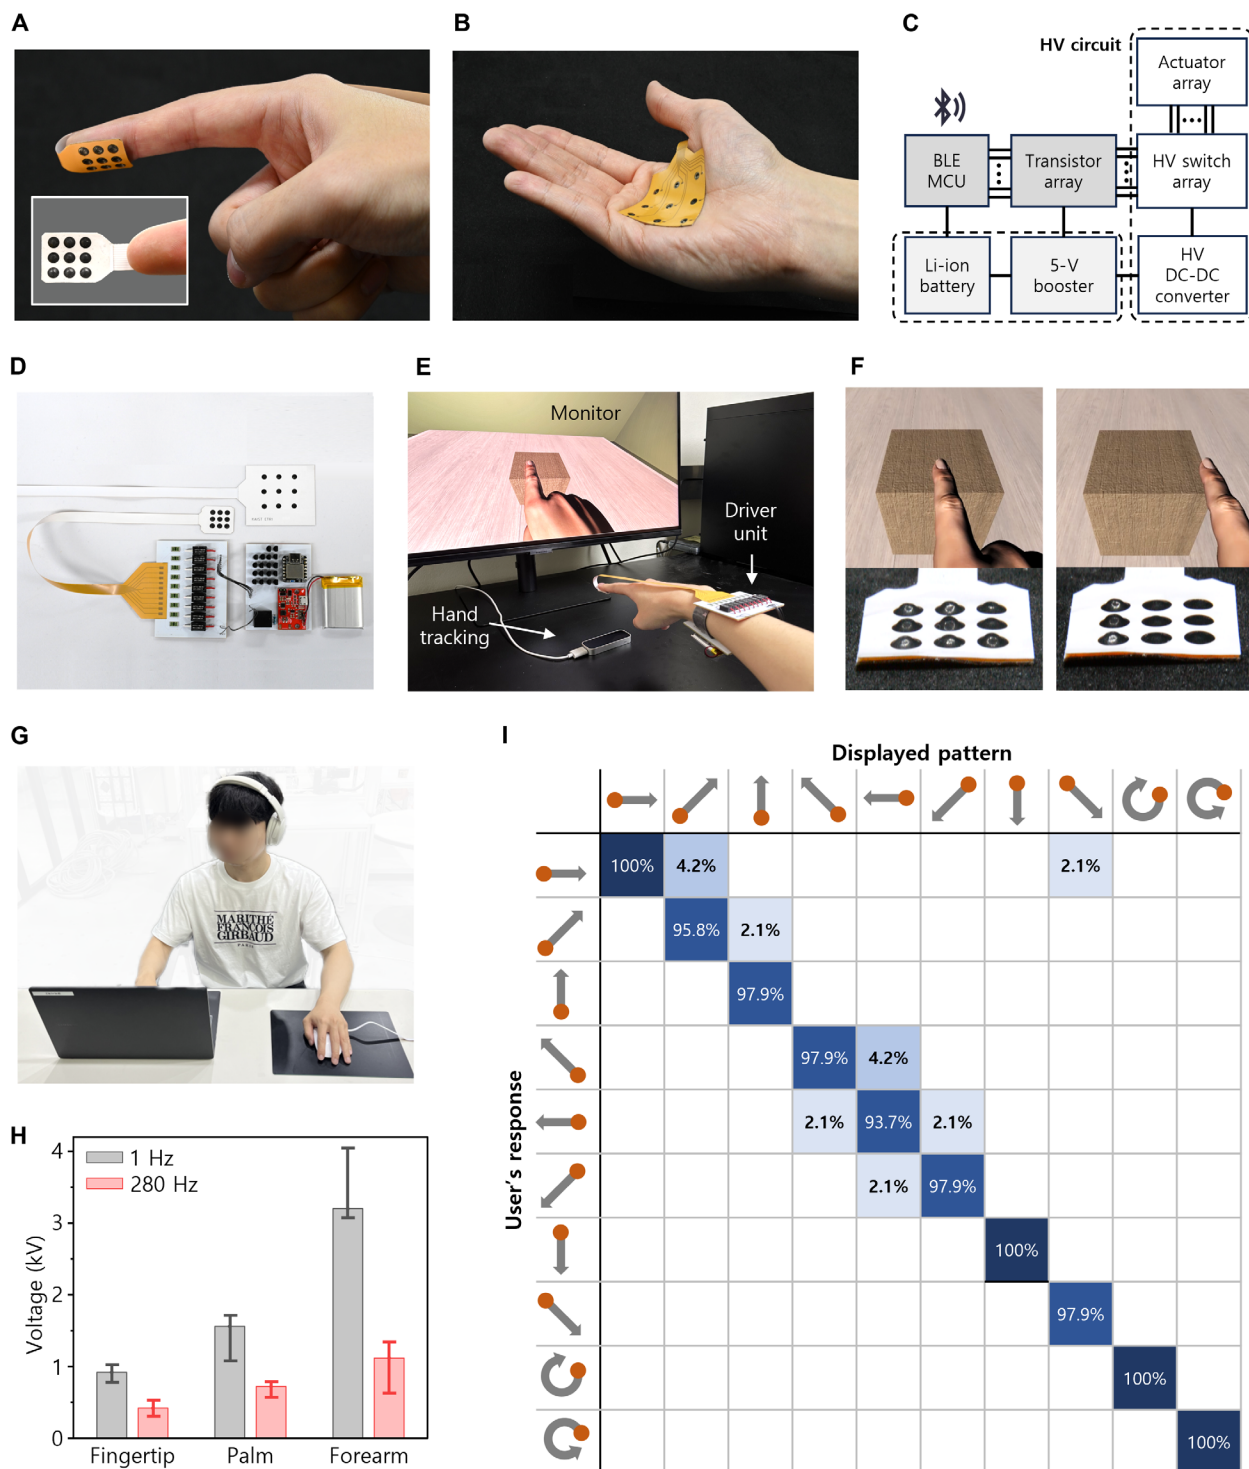 A
B
C
HV circuit
Actuator
array
BLE
MCU
Transistor
array
HV switch
array
Li-ion
battery
5-V
booster
HV
DC-DC
converter
D
E
Monitor
Driver
unit
Hand
tracking
F
G
MARITHÉ
FRANCOIS
GIRBAUD
H
Voltage (kV)
4
3
2
1
0
1 Hz
280 Hz
Fingertip
Palm
Forearm
I
Displayed pattern
User's response
100% 4.2% 2.1%
95.8% 2.1%
97.9%
97.9% 4.2%
2.1% 93.7% 2.1%
2.1% 97.9%
100%
97.9%
100%
100%